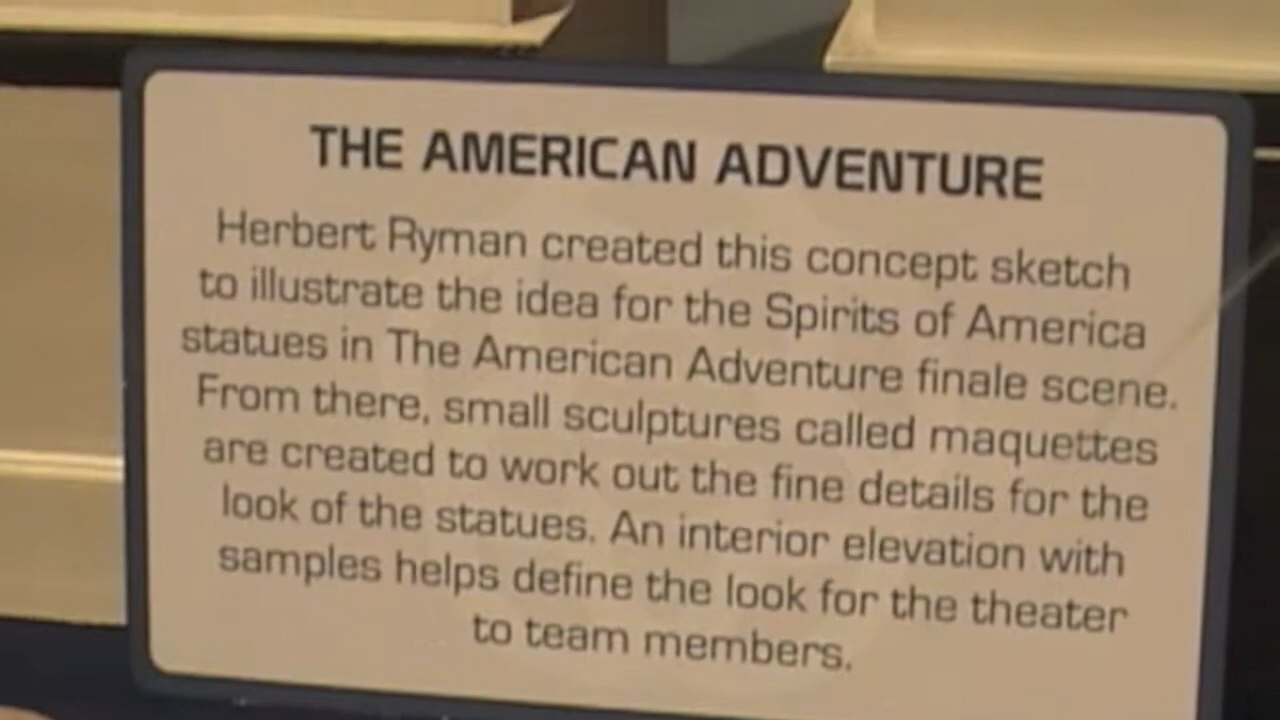 THE AMERICAN ADVENTURE
Herbert Ryman created this concept sketch
to illustrate the idea for the Spirits of America
statues in The American Adventure finale scene.
From there, small sculptures called maquettes
are created to work out the fine details for the
look of the statues. An interior elevation with
samples helps define the look for the theater
to team members.